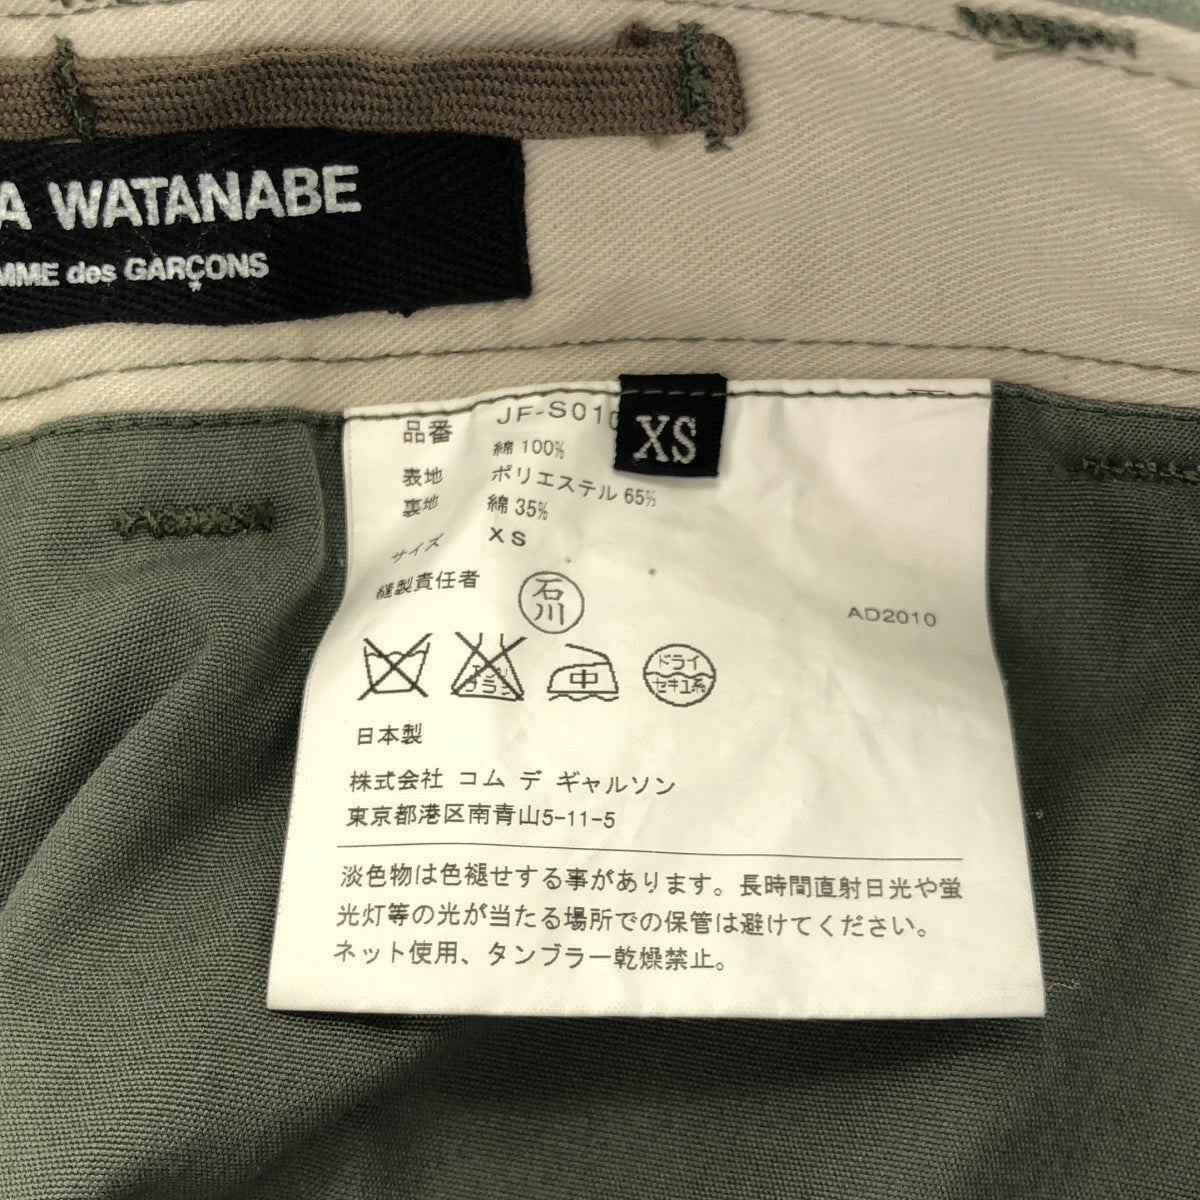 WATANABE
des GARÇONS
XS
品番 JF-S010
表地 綿 100%
裏地 ポリエステル 65%
綿 35%
サイズ XS
縫製責任者 石川
AD2010
中
ドライ
セキユ系
日本製
株式会社 コム デ ギャルソン
東京都港区南青山5-11-5
淡色物は色褪せする事があります。長時間直射日光や蛍
光灯等の光が当たる場所での保管は避けてください。
ネット使用、タンブラー乾燥禁止。